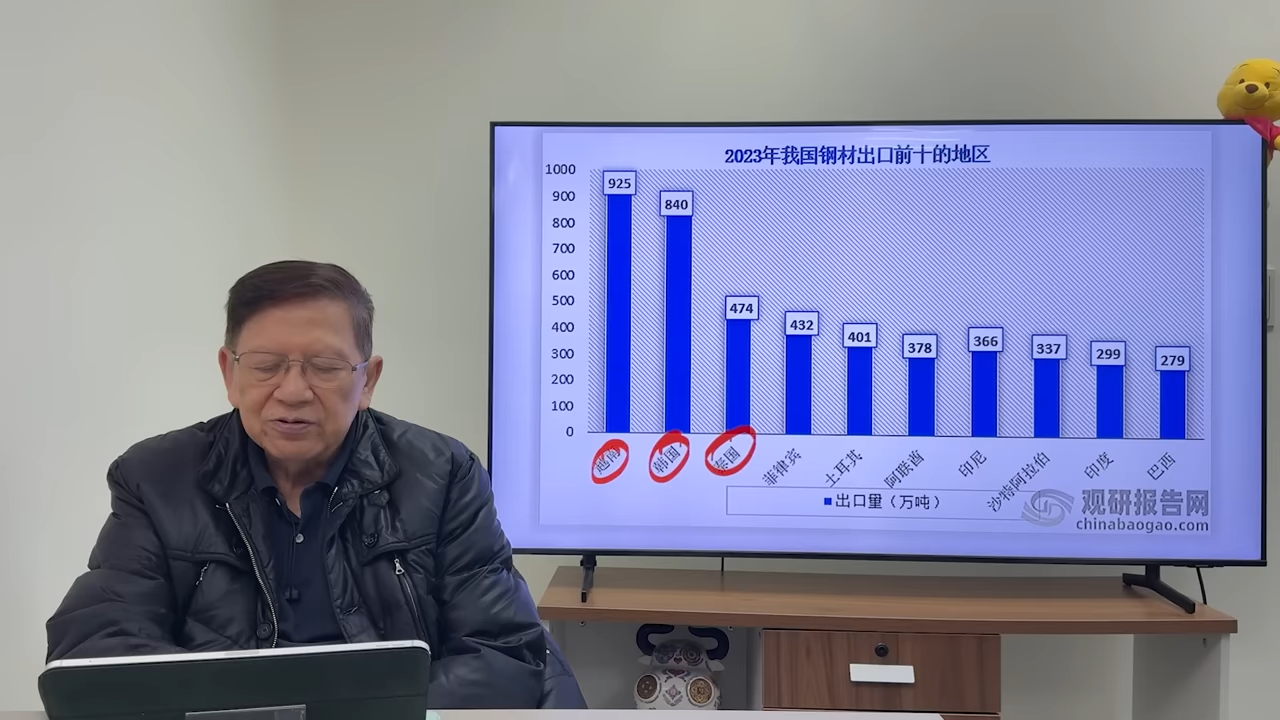 2023年我国钢材出口前十的地区
1000
900
800
700
600
500
400
300
200
100
0
925
840
474
432
401
378
366
337
299
279
越南
韩国
泰国
菲律宾
土耳其
阿联酋
印尼
沙特阿拉伯
印度
巴西
出口量（万吨）
观研报告网
chinabaogao.com